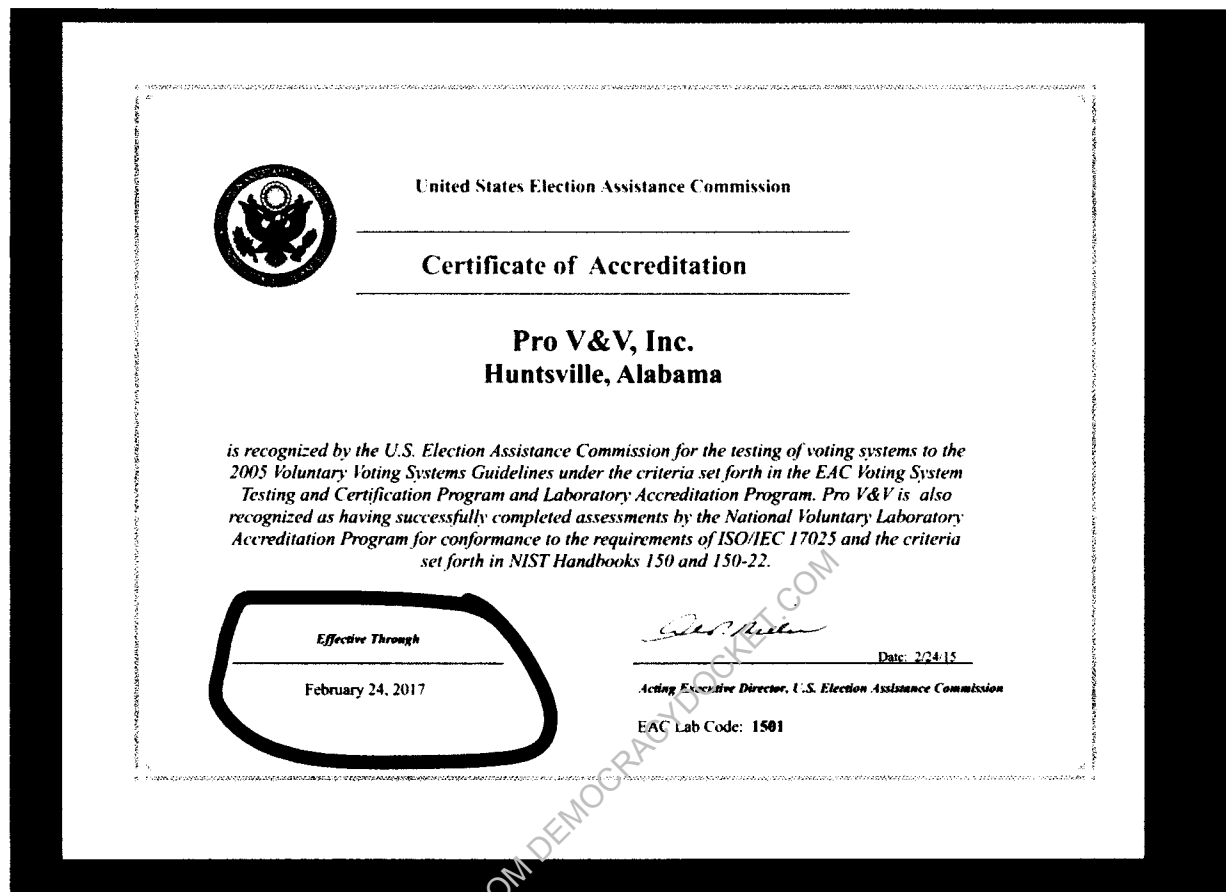 United States Election Assistance Commission
Certificate of Accreditation
Pro V&V, Inc.
Huntsville, Alabama
is recognized by the U.S. Election Assistance Commission for the testing of voting systems to the
2005 Voluntary Voting Systems Guidelines under the criteria set forth in the EAC Voting System
Testing and Certification Program and Laboratory Accreditation Program. Pro V&V is also
recognized as having successfully completed assessments by the National Voluntary Laboratory
Accreditation Program for conformance to the requirements of ISO/IEC 17025 and the criteria
set forth in NIST Handbooks 150 and 150-22.
Effective Through
February 24, 2017
Date: 2/24/15
Acting Executive Director, U.S. Election Assistance Commission
EAC Lab Code: 1501
OM DEMOCRACYDOCKET.COM